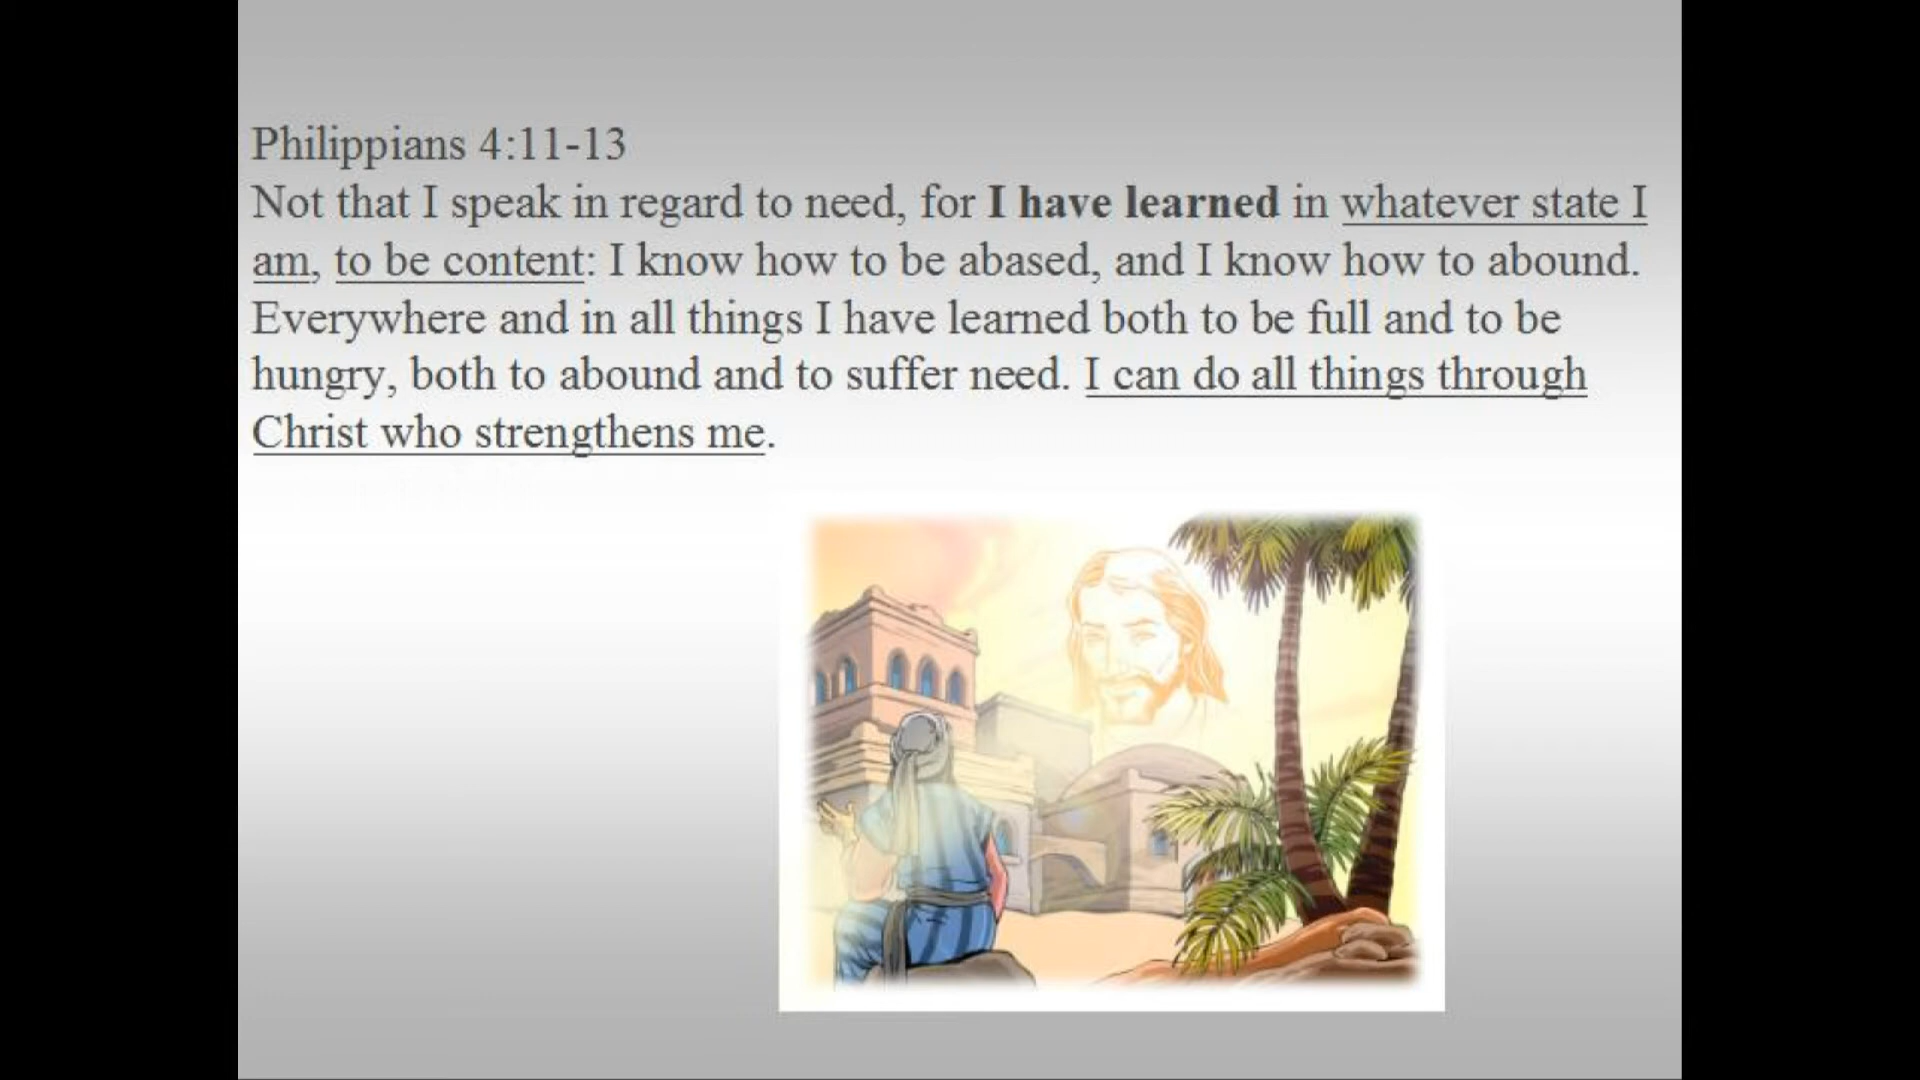 Philippians 4:11-13
Not that I speak in regard to need, for I have learned in whatever state I
am, to be content: I know how to be abased, and I know how to abound.
Everywhere and in all things I have learned both to be full and to be
hungry, both to abound and to suffer need. I can do all things through
Christ who strengthens me.